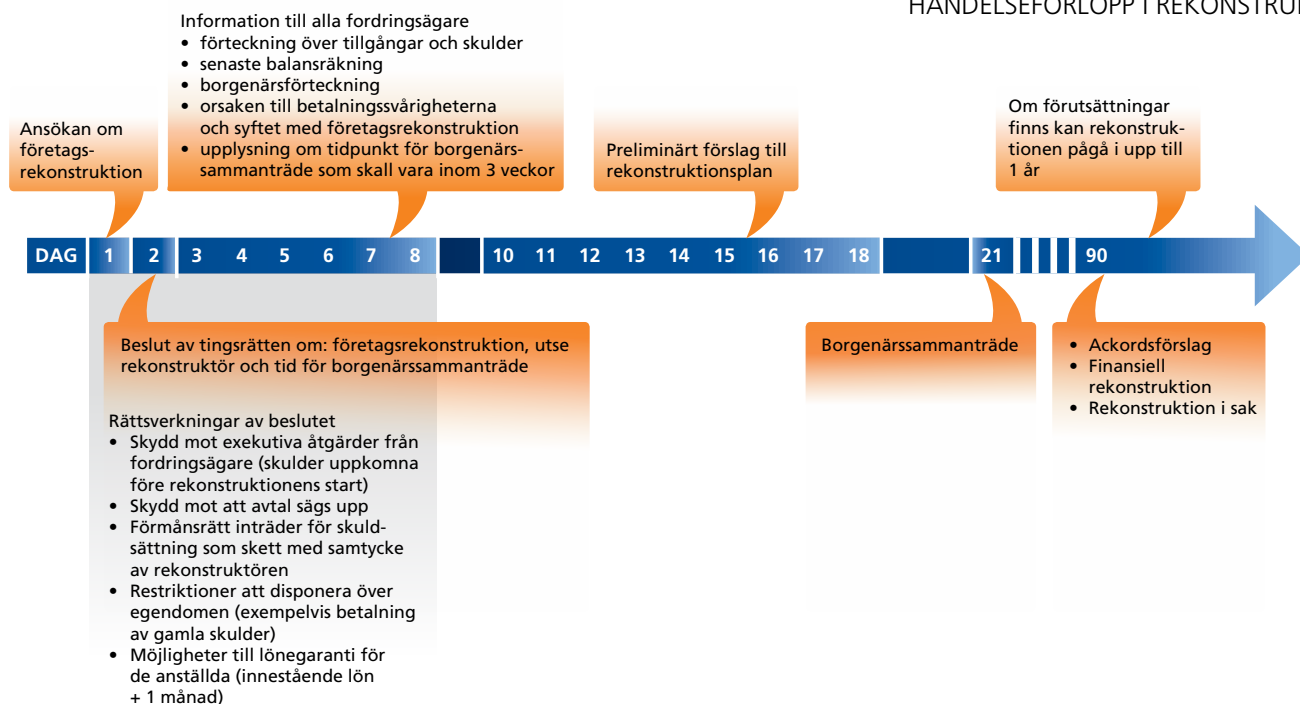 HÄNDELSEFÖRLOPP I REKONSTRU
Information till alla fordringsägare
• förteckning över tillgångar och skulder
• senaste balansräkning
• borgenärsförteckning
• orsaken till betalningssvårigheterna
och syftet med företagsrekonstruktion
• upplysning om tidpunkt för borgenärs-
sammanträde som skall vara inom 3 veckor
Ansökan om
företags-
rekonstruktion
Preliminärt förslag till
rekonstruktionsplan
Om förutsättningar
finns kan rekonstruk-
tionen pågå i upp till
1 år
DAG 1 2 3 4 5 6 7 8 10 11 12 13 14 15 16 17 18 21 90
Beslut av tingsrätten om: företagsrekonstruktion, utse
rekonstruktör och tid för borgenärssammanträde
Borgenärssammanträde
• Ackordsförslag
• Finansiell
rekonstruktion
• Rekonstruktion i sak
Rättsverkningar av beslutet
• Skydd mot exekutiva åtgärder från
fordringsägare (skulder uppkomna
före rekonstruktionens start)
• Skydd mot att avtal sägs upp
• Förmånsrätt inträder för skuld-
sättning som skett med samtycke
av rekonstruktören
• Restriktioner att disponera över
egendomen (exempelvis betalning
av gamla skulder)
• Möjligheter till lönegaranti för
de anställda (innestående lön
+ 1 månad)